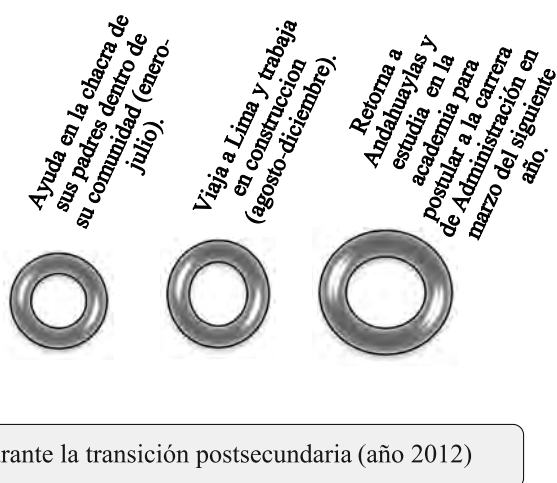 Ayuda en la chacra de
sus padres dentro de
su comunidad (enero-
julio).
Viaja a Lima y trabaja
en construccion
(agosto-diciembre).
Retorna a
Andahuaylas y
estudia en la
academia para
postular a la carrera
de Administración en
marzo del siguiente
año.
rante la transición postsecundaria (año 2012)